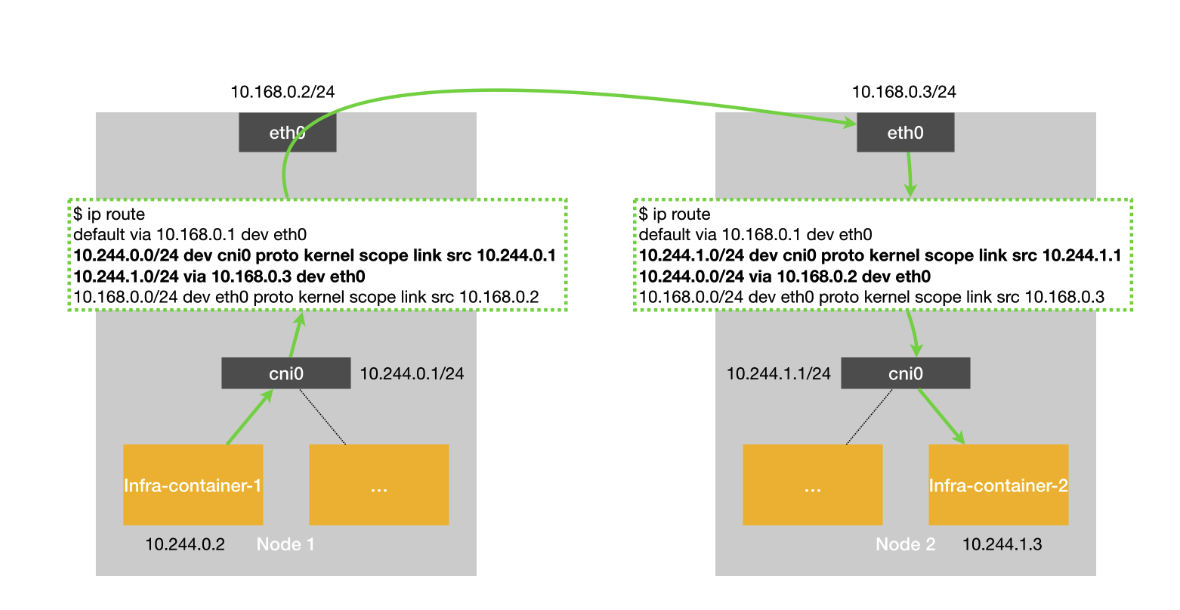 10.168.0.2/24
eth0
$ ip route
default via 10.168.0.1 dev eth0
10.244.0.0/24 dev cni0 proto kernel scope link src 10.244.0.1
10.244.1.0/24 via 10.168.0.3 dev eth0
10.168.0.0/24 dev eth0 proto kernel scope link src 10.168.0.2
cni0
10.244.0.1/24
Infra-container-1
...
10.244.0.2
Node 1
10.168.0.3/24
eth0
$ ip route
default via 10.168.0.1 dev eth0
10.244.1.0/24 dev cni0 proto kernel scope link src 10.244.1.1
10.244.0.0/24 via 10.168.0.2 dev eth0
10.168.0.0/24 dev eth0 proto kernel scope link src 10.168.0.3
10.244.1.1/24
cni0
...
Infra-container-2
Node 2
10.244.1.3